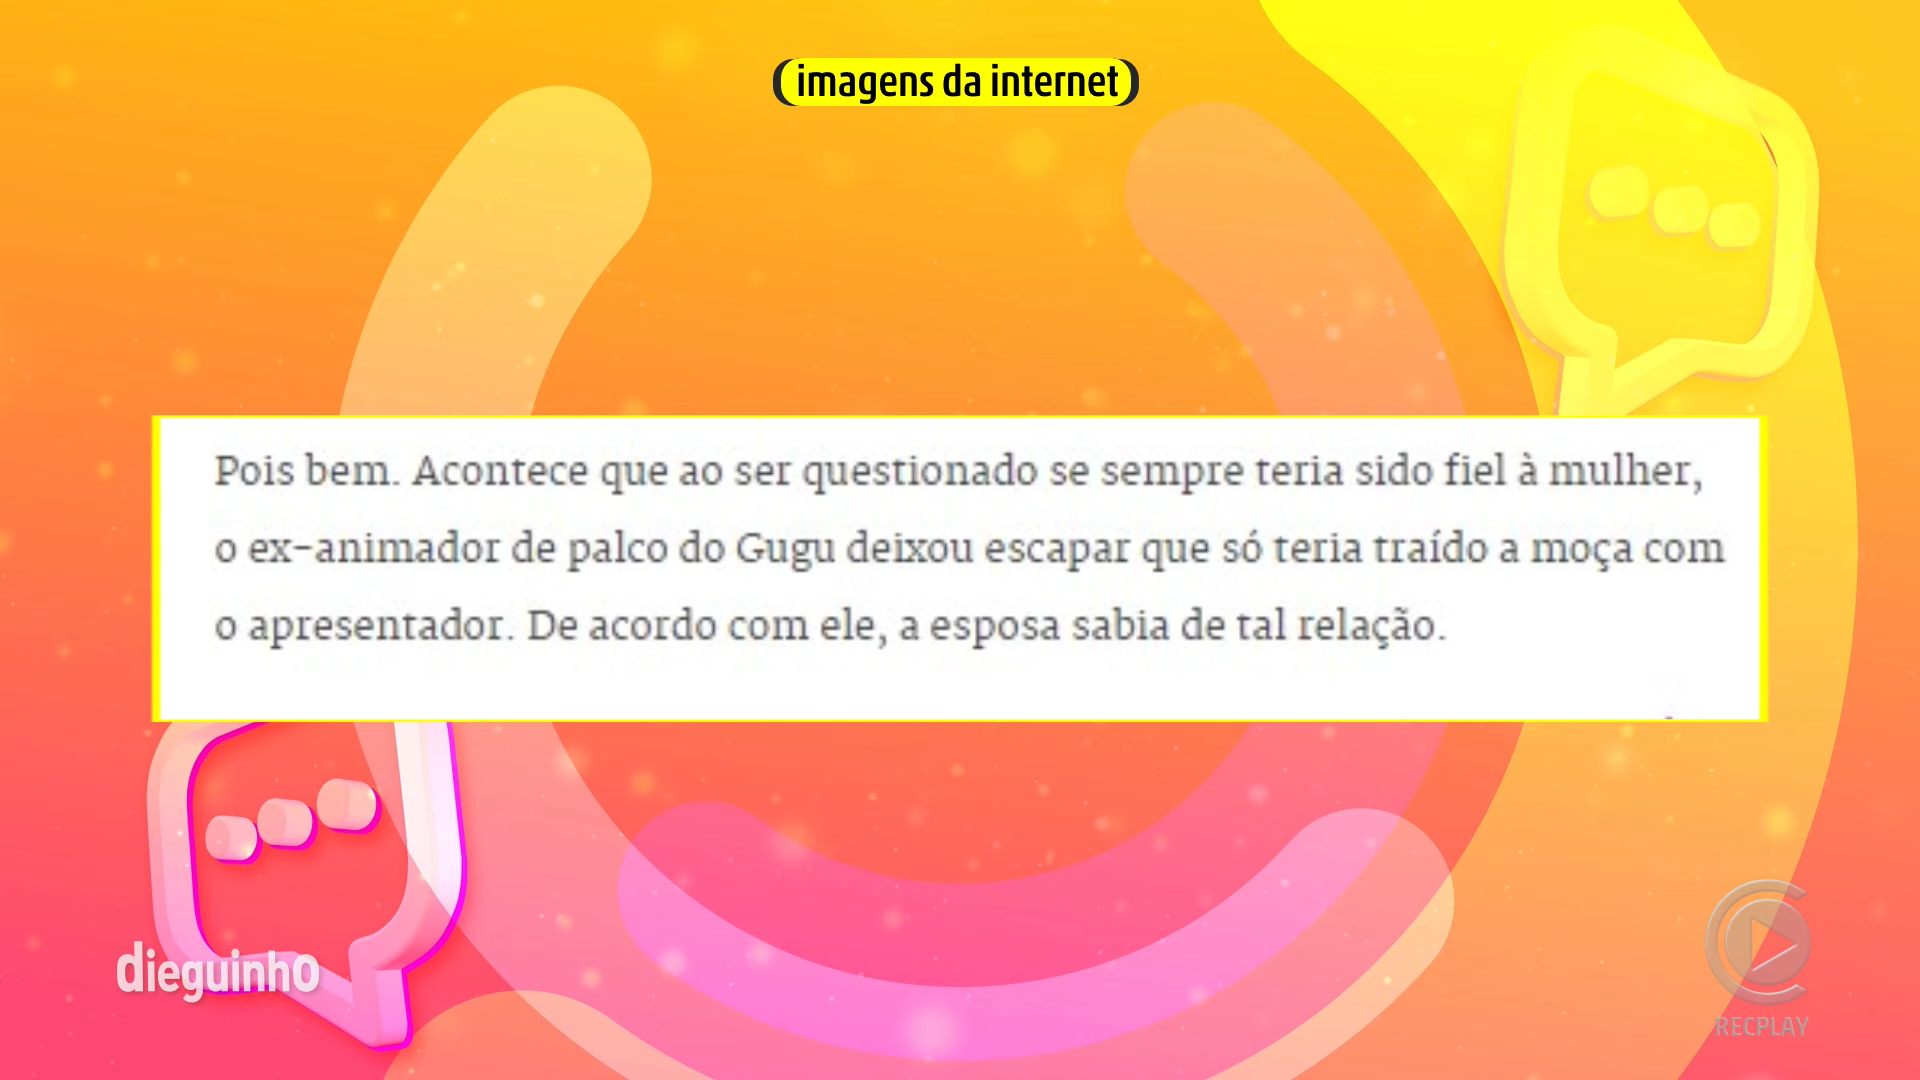 imagens da internet
Pois bem. Acontece que ao ser questionado se sempre teria sido fiel à mulher,
o ex-animador de palco do Gugu deixou escapar que só teria traído a moça com
o apresentador. De acordo com ele, a esposa sabia de tal relação.
dieguinho
RECPLAY